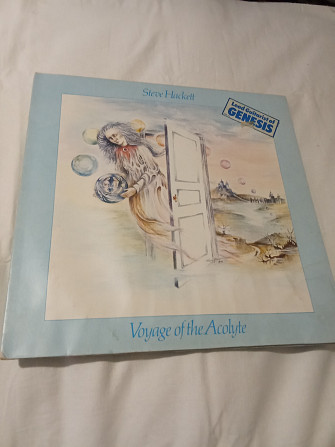 Steve Hackett
Lead Guitarist of
GENESIS
Voyage of the Acolyte